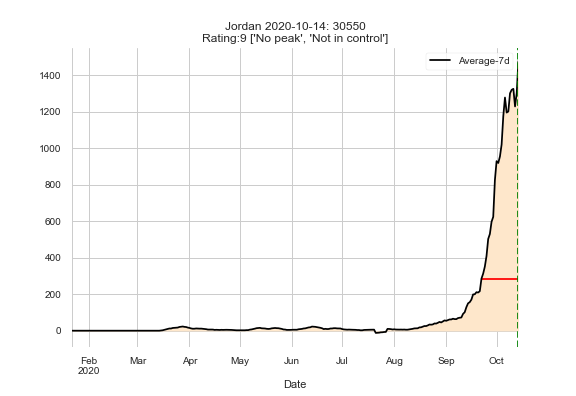 Jordan 2020-10-14: 30550
Rating:9 ['No peak', 'Not in control']
Average-7d
1400
1200
1000
800
600
400
200
0
Feb Mar Apr May Jun Jul Aug Sep Oct
2020
Date